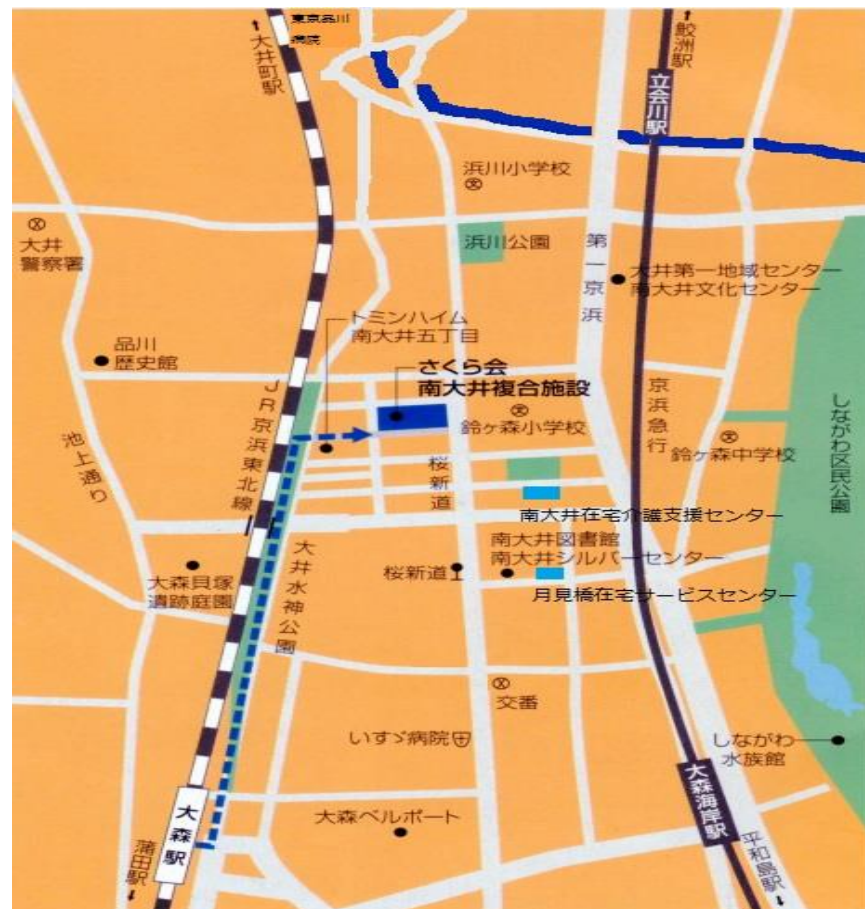 東京品川
病院
大井町駅
鮫洲駅
立会川駅
浜川小学校
大井
警察署
浜川公園
第一京浜
大井第一地域センター
南大井文化センター
トミンハイム
南大井五丁目
品川
歴史館
さくら会
南大井複合施設
JR京浜東北線
京浜急行
しながわ区民公園
鈴ヶ森小学校
鈴ヶ森中学校
池上通り
桜新道
南大井在宅介護支援センター
南大井図書館
南大井シルバーセンター
大井水神公園
桜新道
大森貝塚
遺跡庭園
月見橋在宅サービスセンター
交番
いすゞ病院
しながわ
水族館
大森海岸駅
大森ベルポート
大森駅
蒲田駅
平和島駅